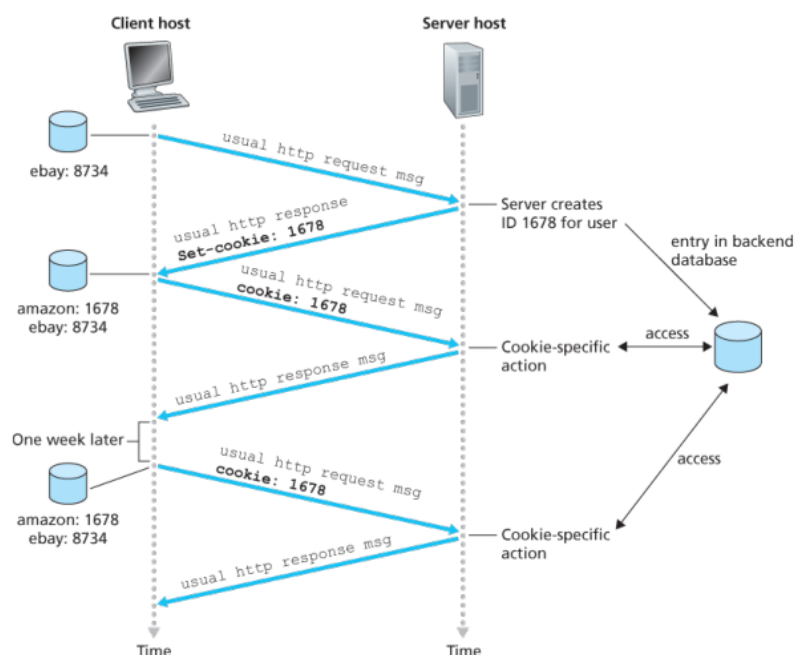 Client host
Server host
usual http request msg
ebay: 8734
Server creates
ID 1678 for user
usual http response
Set-cookie: 1678
entry in backend
database
usual http request msg
cookie: 1678
amazon: 1678
ebay: 8734
Cookie-specific
action
access
usual http response msg
One week later
usual http request msg
cookie: 1678
access
amazon: 1678
ebay: 8734
Cookie-specific
action
usual http response msg
Time
Time